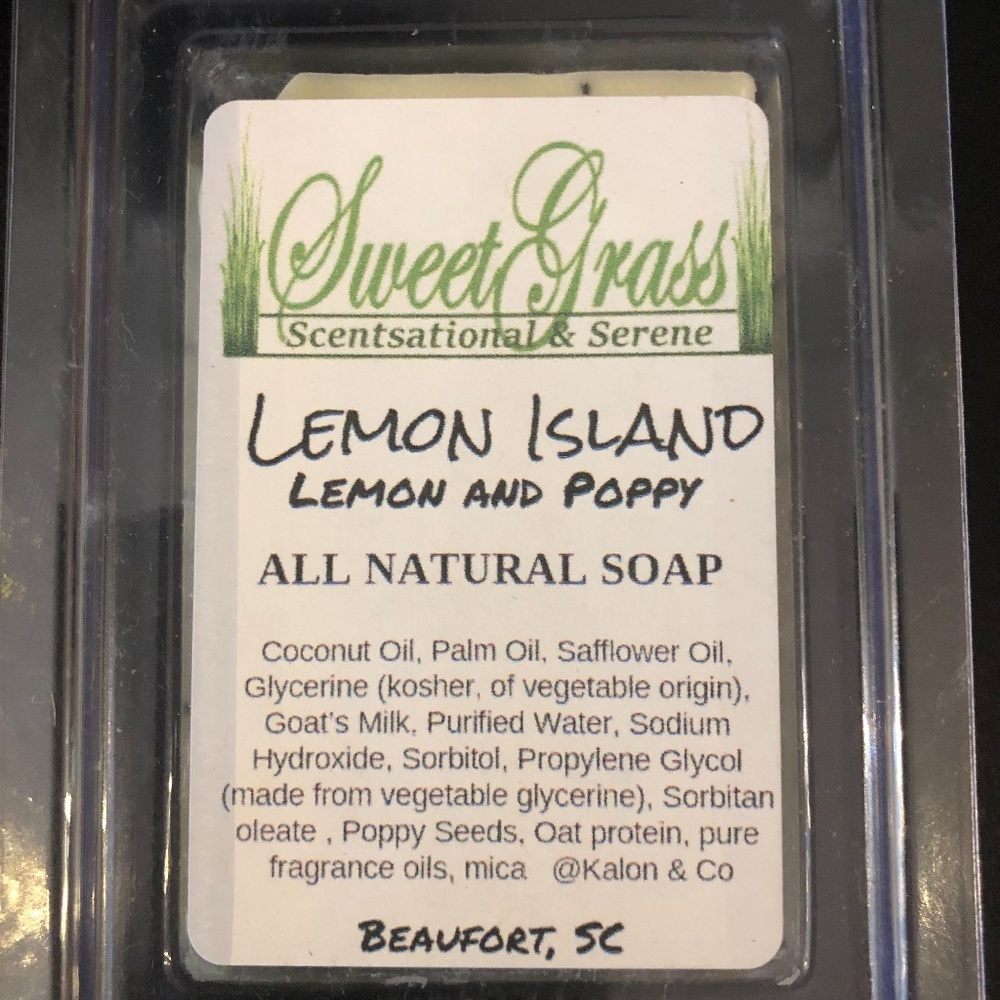 SweetGrass
Scentsational & Serene
LEMON ISLAND
LEMON AND POPPY
ALL NATURAL SOAP
Coconut Oil, Palm Oil, Safflower Oil,
Glycerine (kosher, of vegetable origin),
Goat's Milk, Purified Water, Sodium
Hydroxide, Sorbitol, Propylene Glycol
(made from vegetable glycerine), Sorbitan
oleate , Poppy Seeds, Oat protein, pure
fragrance oils, mica @Kalon & Co
BEAUFORT, SC